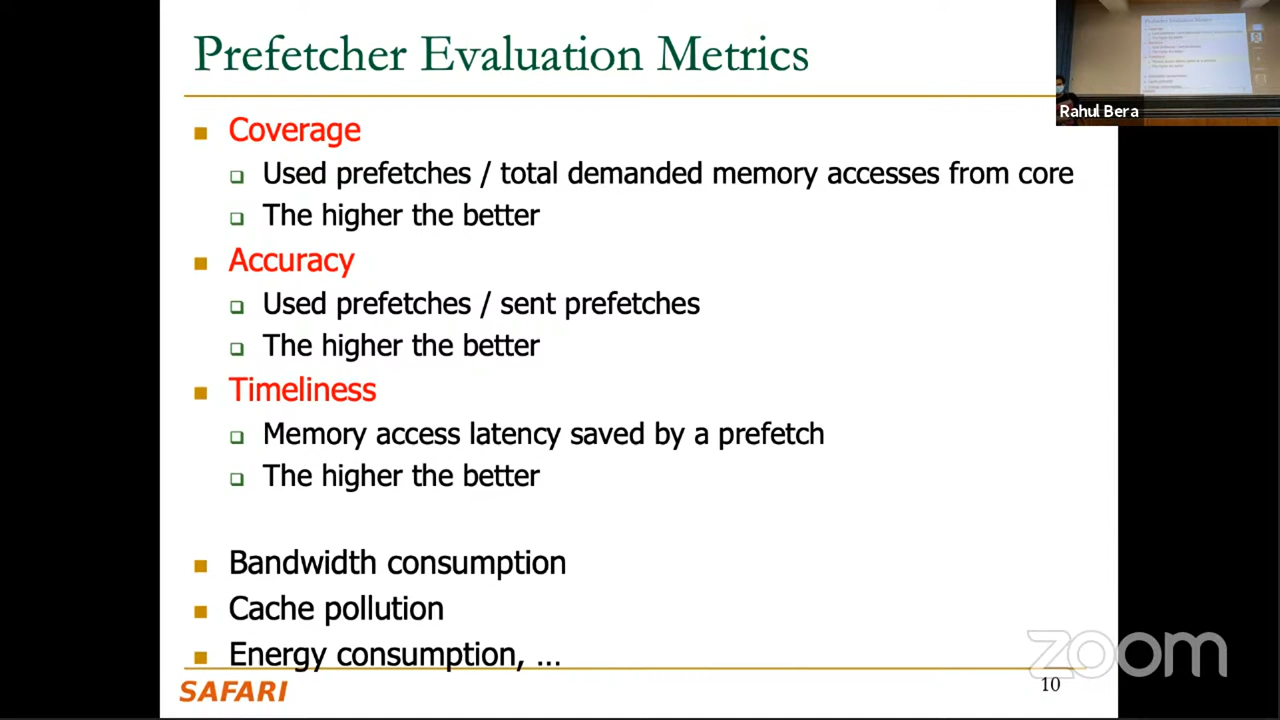 Prefetcher Evaluation Metrics
Rahul Bera
Coverage
Used prefetches / total demanded memory accesses from core
The higher the better
Accuracy
Used prefetches / sent prefetches
The higher the better
Timeliness
Memory access latency saved by a prefetch
The higher the better
Bandwidth consumption
Cache pollution
Energy consumption, ...
SAFARI
10
zoom